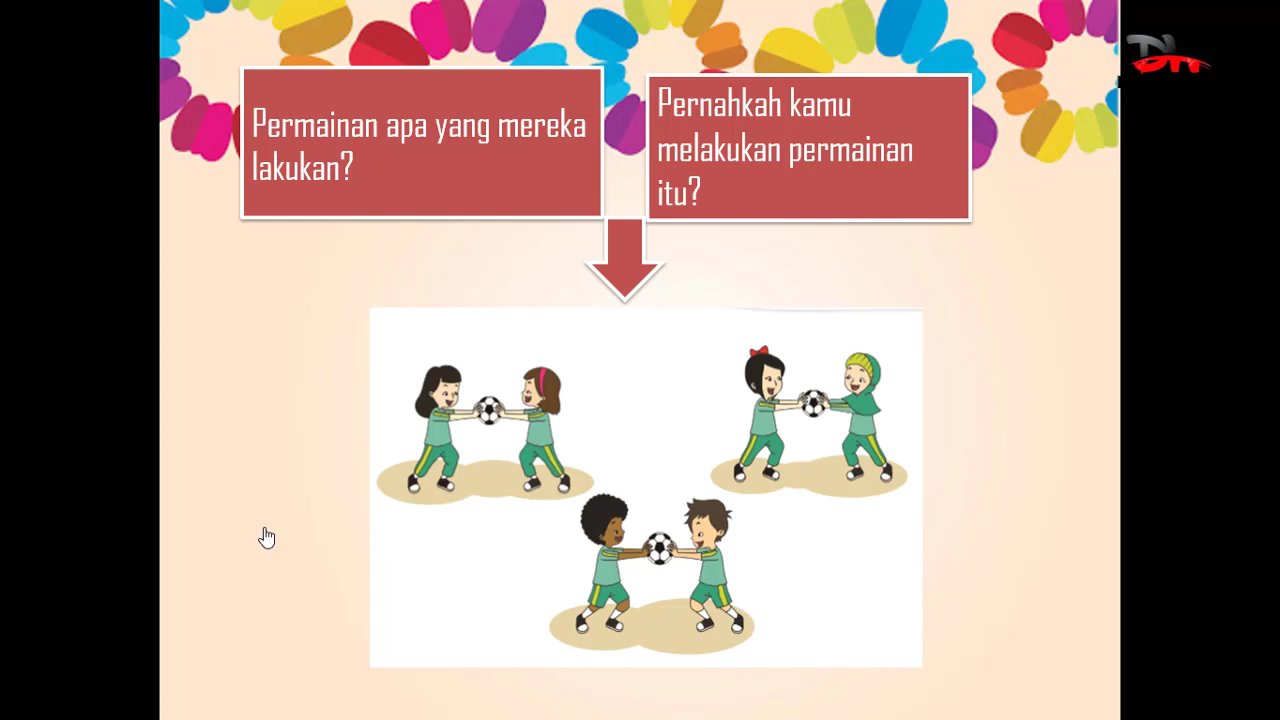 Permainan apa yang mereka
lakukan?
Pernahkah kamu
melakukan permainan
itu?